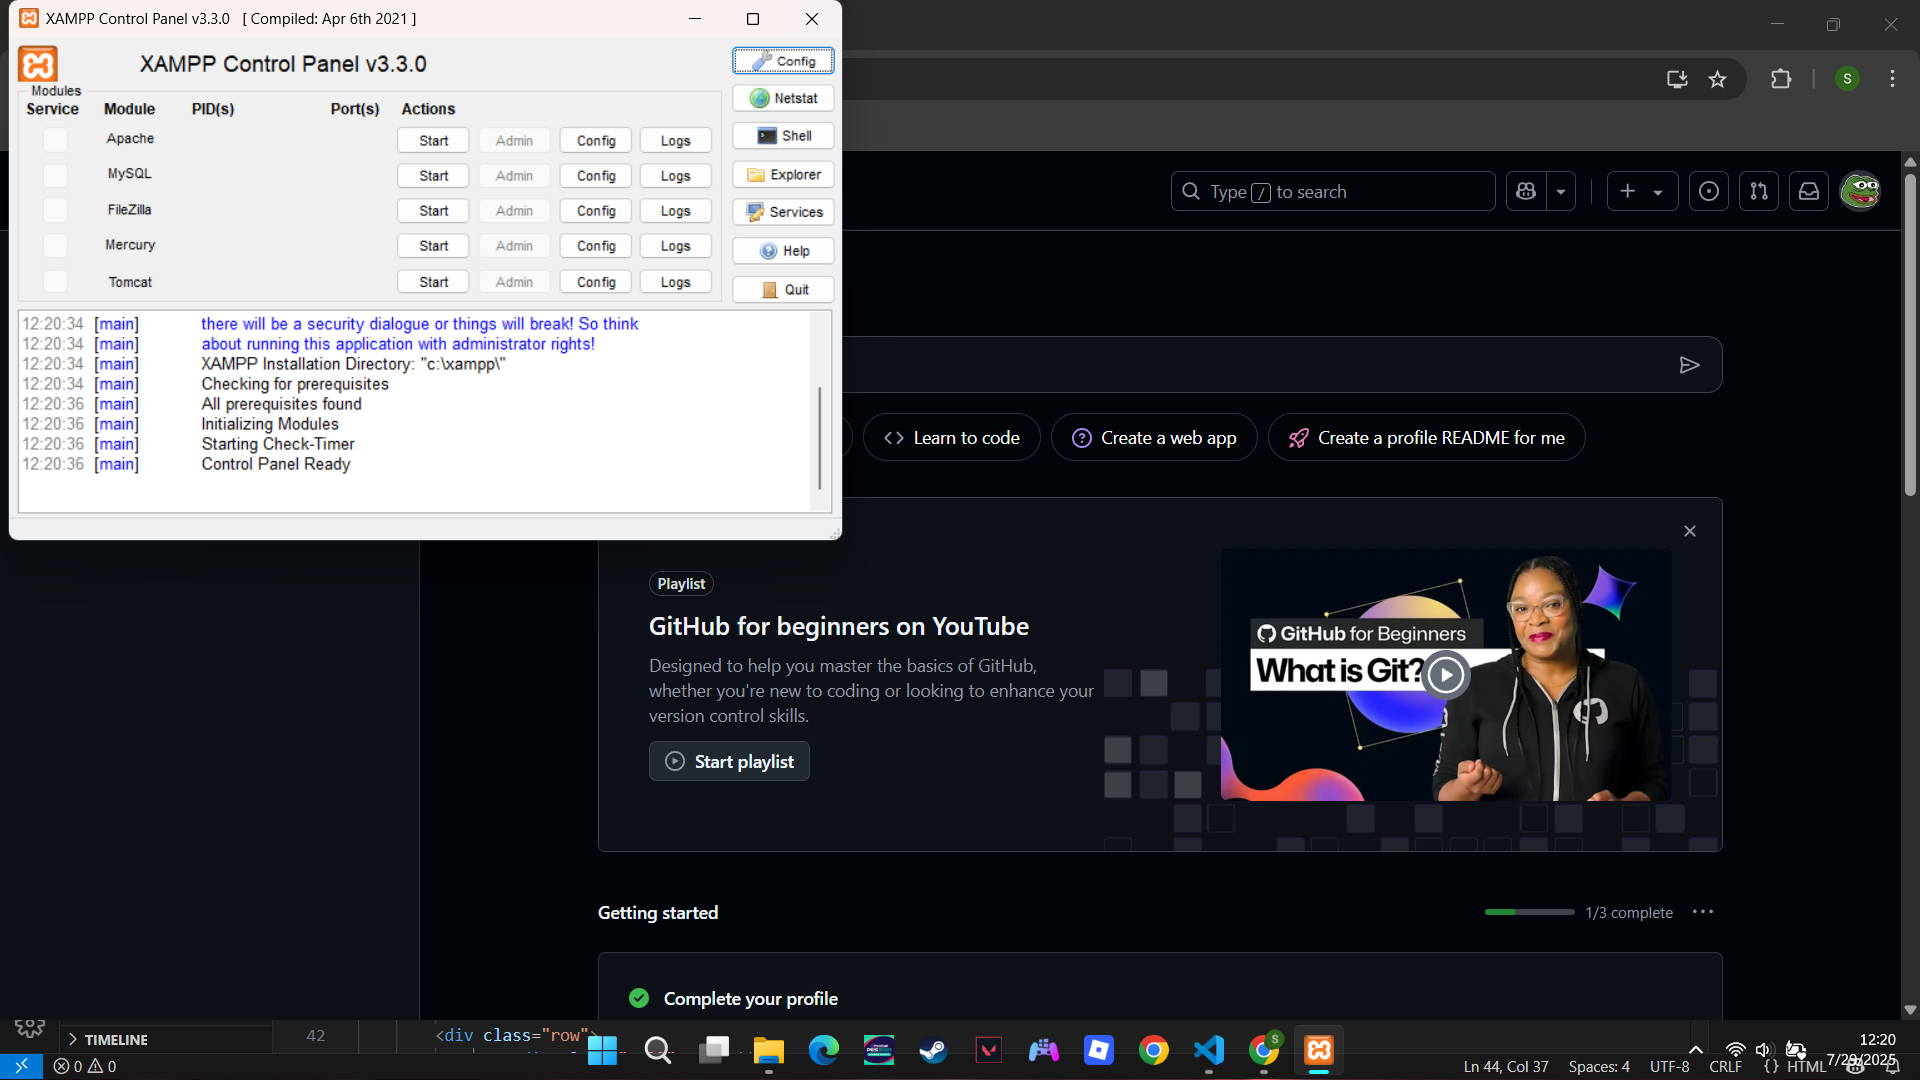 XAMPP Control Panel v3.3.0 [ Compiled: Apr 6th 2021 ]
XAMPP Control Panel v3.3.0
Config
Modules
Service Module PID(s) Port(s) Actions
Netstat
Apache Start Admin Config Logs
Shell
MySQL Start Admin Config Logs
Explorer
FileZilla Start Admin Config Logs
Services
Mercury Start Admin Config Logs
Help
Tomcat Start Admin Config Logs
Quit
12:20:34 [main] there will be a security dialogue or things will break! So think
12:20:34 [main] about running this application with administrator rights!
12:20:34 [main] XAMPP Installation Directory: "c:\xampp\"
12:20:34 [main] Checking for prerequisites
12:20:36 [main] All prerequisites found
12:20:36 [main] Initializing Modules
12:20:36 [main] Starting Check-Timer
12:20:36 [main] Control Panel Ready
S
Type / to search
Learn to code
Create a web app
Create a profile README for me
Playlist
GitHub for beginners on YouTube
Designed to help you master the basics of GitHub,
whether you're new to coding or looking to enhance your
version control skills.
Start playlist
GitHub for Beginners
What is Git?
Getting started
1/3 complete
Complete your profile
TIMELINE
42 <div class="row">
0 0
S
Ln 44, Col 37 Spaces: 4 UTF-8 CRLF {} HTML
12:20
7/29/2025